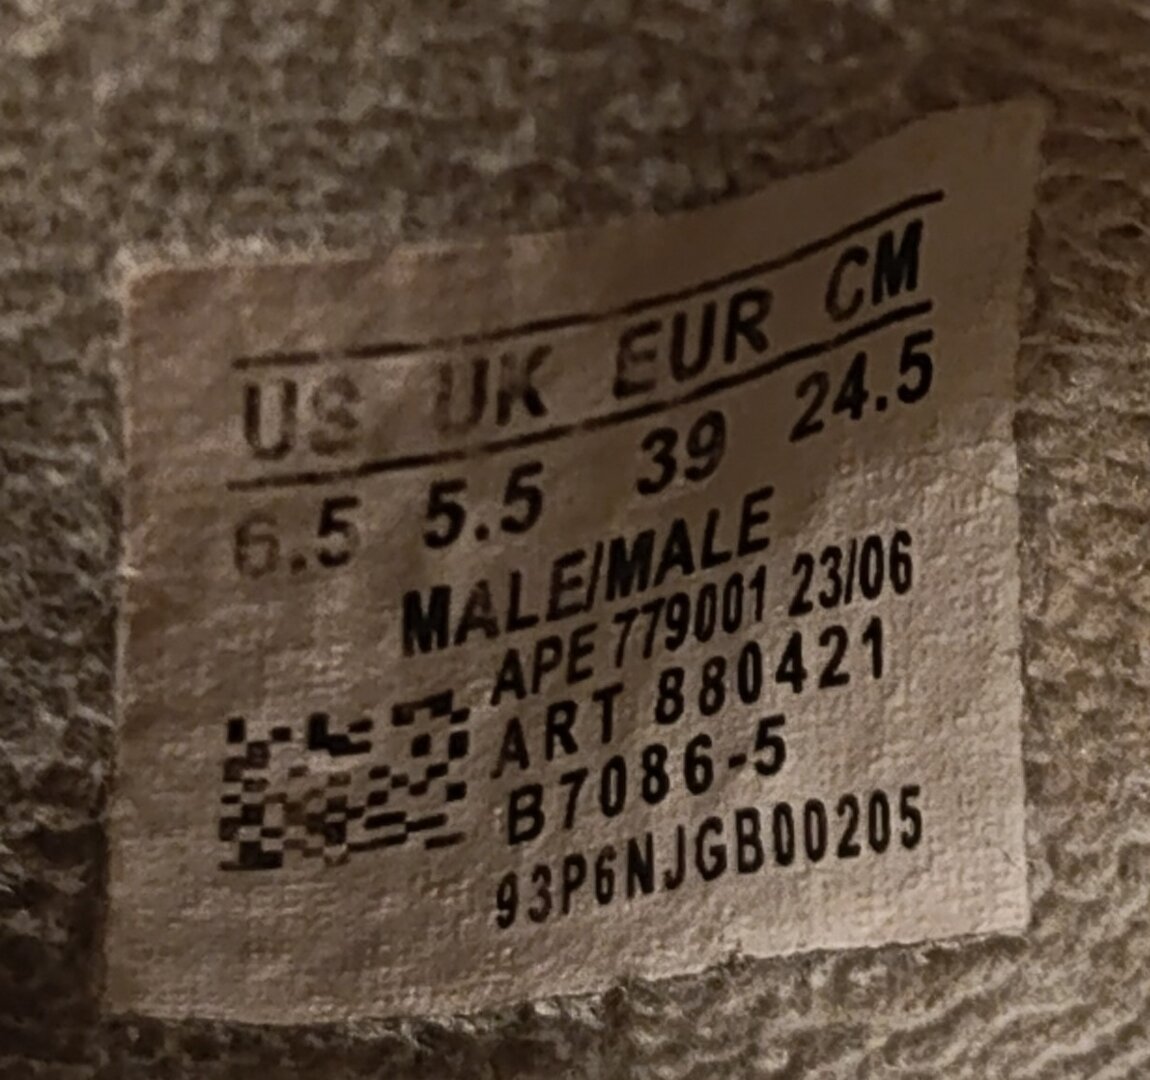 US UK EUR CM
6.5 5.5 39 24.5
MALE/MALE
APE 779001 23/06
ART 880421
B7086-5
93P6NJGB00205